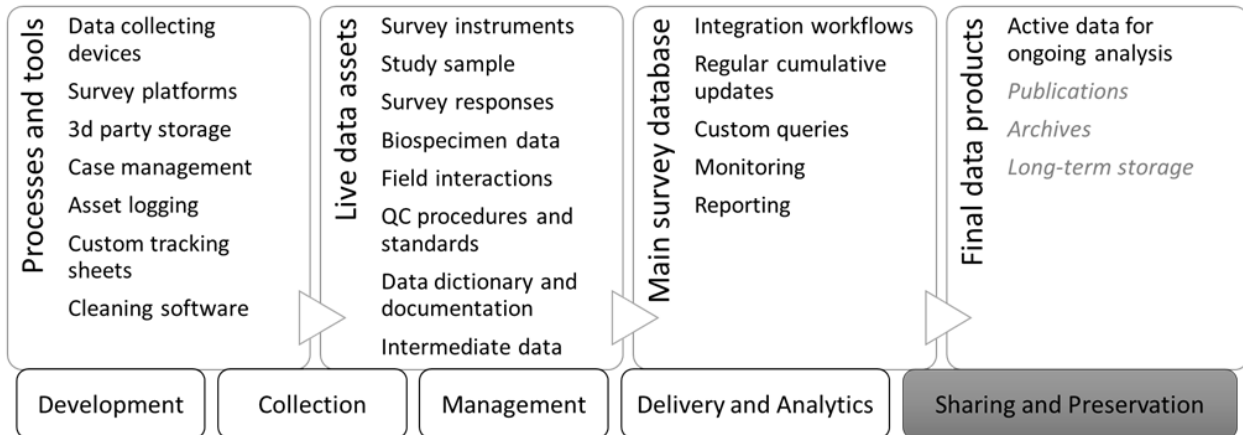 Processes and tools
Data collecting
devices
Survey platforms
3d party storage
Case management
Asset logging
Custom tracking
sheets
Cleaning software
Live data assets
Survey instruments
Study sample
Survey responses
Biospecimen data
Field interactions
QC procedures and
standards
Data dictionary and
documentation
Intermediate data
Main survey database
Integration workflows
Regular cumulative
updates
Custom queries
Monitoring
Reporting
Final data products
Active data for
ongoing analysis
Publications
Archives
Long-term storage
Development
Collection
Management
Delivery and Analytics
Sharing and Preservation